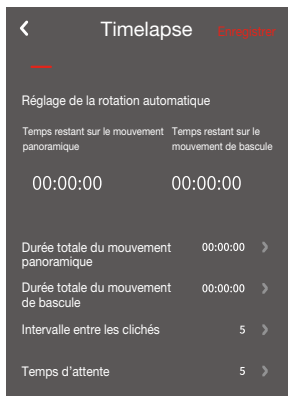 Timelapse Enregistrer
Réglage de la rotation automatique
Temps restant sur le mouvement
panoramique
Temps restant sur le
mouvement de bascule
00:00:00 00:00:00
Durée totale du mouvement
panoramique
00:00:00
Durée totale du mouvement
de bascule
00:00:00
Intervalle entre les clichés 5
Temps d’attente 5